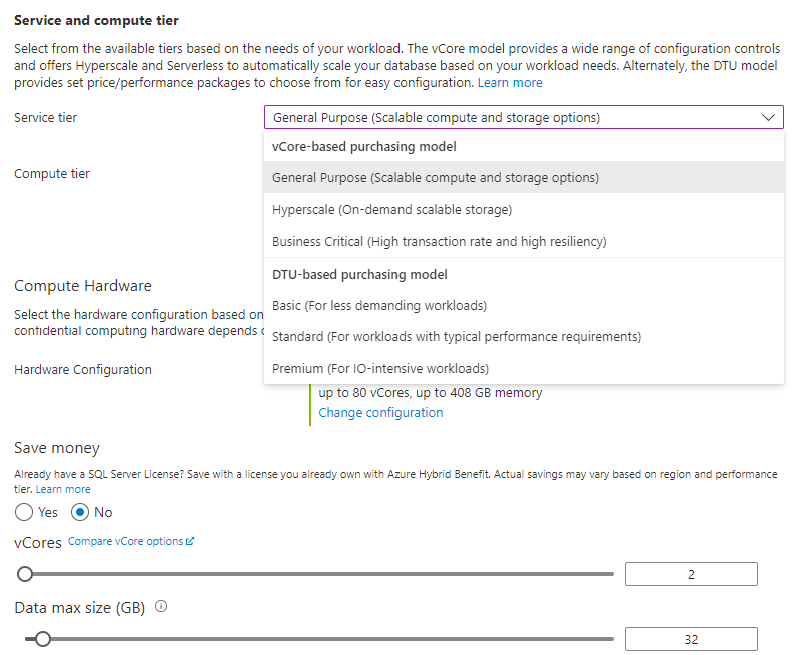 Service and compute tier
Select from the available tiers based on the needs of your workload. The vCore model provides a wide range of configuration controls
and offers Hyperscale and Serverless to automatically scale your database based on your workload needs. Alternately, the DTU model
provides set price/performance packages to choose from for easy configuration. Learn more
Service tier
General Purpose (Scalable compute and storage options)
vCore-based purchasing model
Compute tier
General Purpose (Scalable compute and storage options)
Hyperscale (On-demand scalable storage)
Business Critical (High transaction rate and high resiliency)
DTU-based purchasing model
Basic (For less demanding workloads)
Standard (For workloads with typical performance requirements)
Premium (For IO-intensive workloads)
Compute Hardware
Select the hardware configuration based on
confidential computing hardware depends
Hardware Configuration
up to 80 vCores, up to 408 GB memory
Change configuration
Save money
Already have a SQL Server License? Save with a license you already own with Azure Hybrid Benefit. Actual savings may vary based on region and performance
tier. Learn more
Yes No
vCores Compare vCore options
2
Data max size (GB)
32